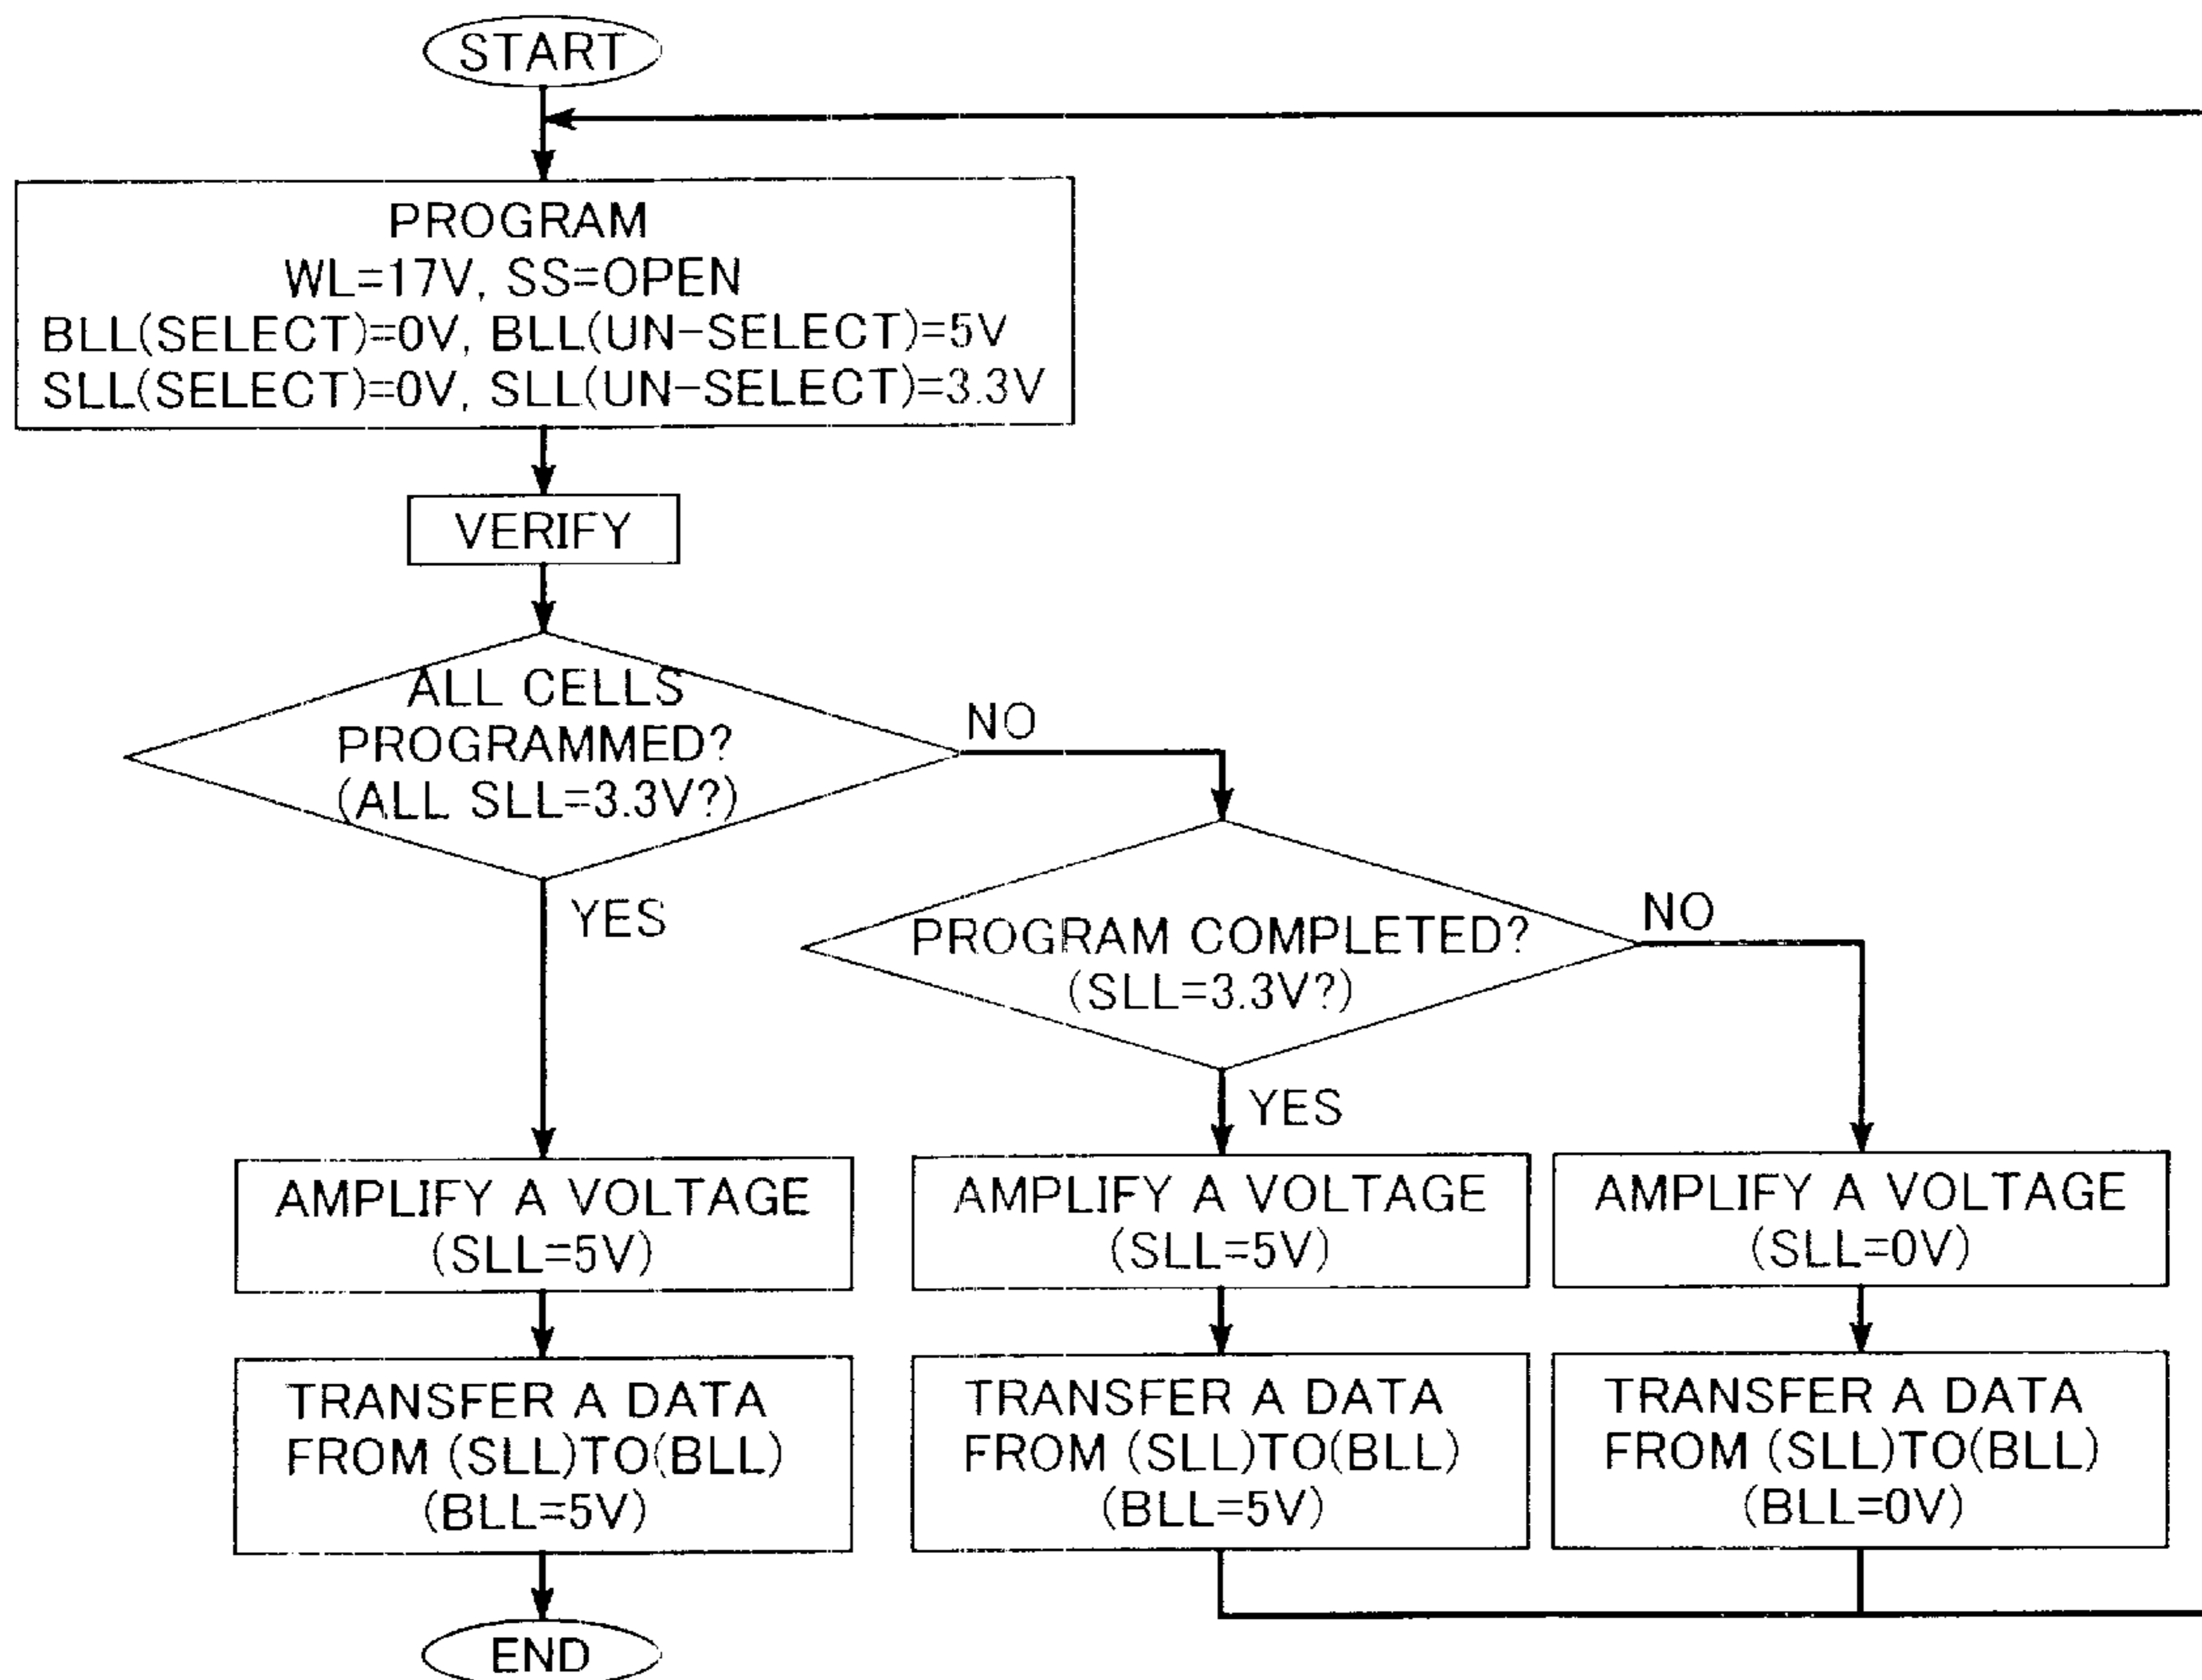 START
PROGRAM
WL=17V, SS=OPEN
BLL(SELECT)=0V, BLL(UN-SELECT)=5V
SLL(SELECT)=0V, SLL(UN-SELECT)=3.3V
VERIFY
ALL CELLS
PROGRAMMED?
(ALL SLL=3.3V?)
NO
YES
PROGRAM COMPLETED?
(SLL=3.3V?)
NO
YES
AMPLIFY A VOLTAGE
(SLL=5V)
AMPLIFY A VOLTAGE
(SLL=5V)
AMPLIFY A VOLTAGE
(SLL=0V)
TRANSFER A DATA
FROM (SLL)TO(BLL)
(BLL=5V)
TRANSFER A DATA
FROM (SLL)TO(BLL)
(BLL=5V)
TRANSFER A DATA
FROM (SLL)TO(BLL)
(BLL=0V)
END